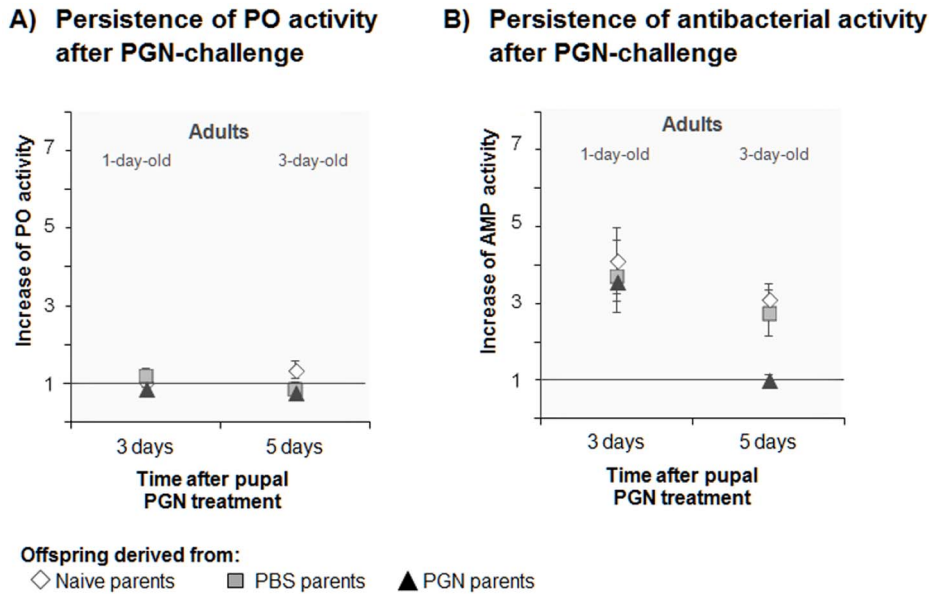 A) Persistence of PO activity
after PGN-challenge
Increase of PO activity
7
5
3
1
Adults
1-day-old 3-day-old
3 days 5 days
Time after pupal
PGN treatment
B) Persistence of antibacterial activity
after PGN-challenge
Increase of AMP activity
7
5
3
1
Adults
1-day-old 3-day-old
3 days 5 days
Time after pupal
PGN treatment
Offspring derived from:
Naive parents PBS parents PGN parents